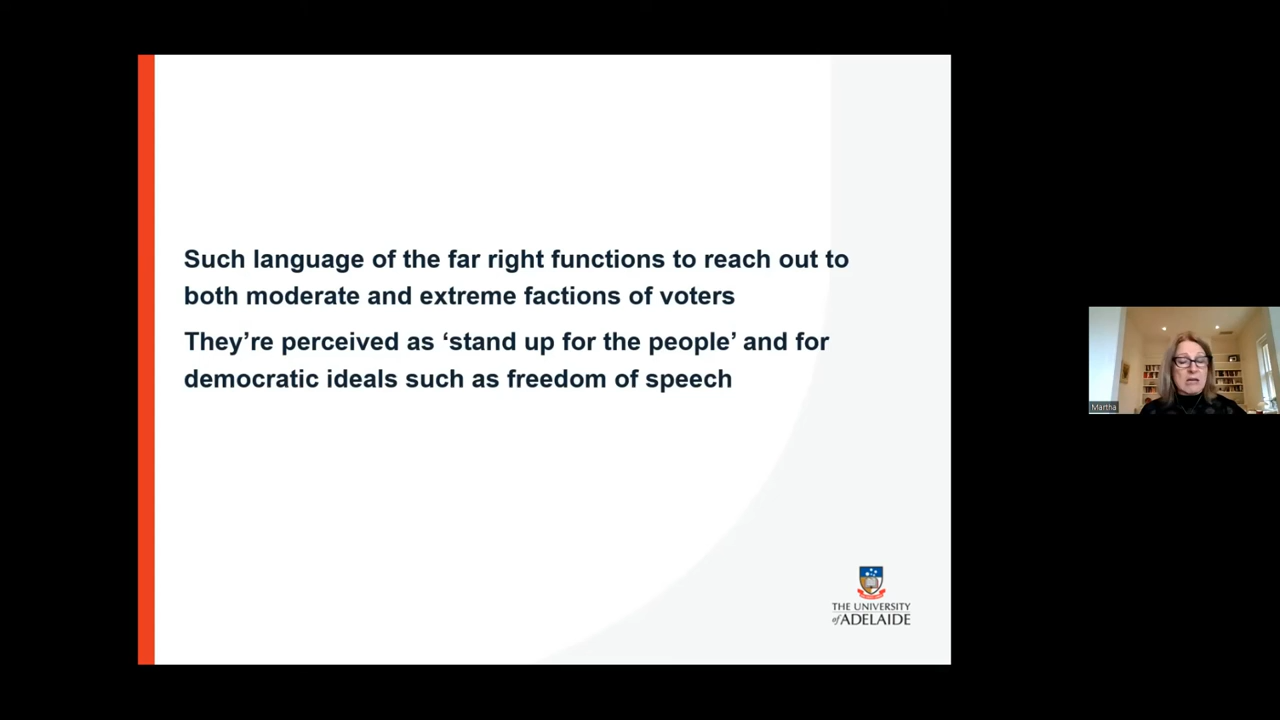 Such language of the far right functions to reach out to
both moderate and extreme factions of voters
They’re perceived as ‘stand up for the people’ and for
democratic ideals such as freedom of speech
Martha
THE UNIVERSITY
of ADELAIDE